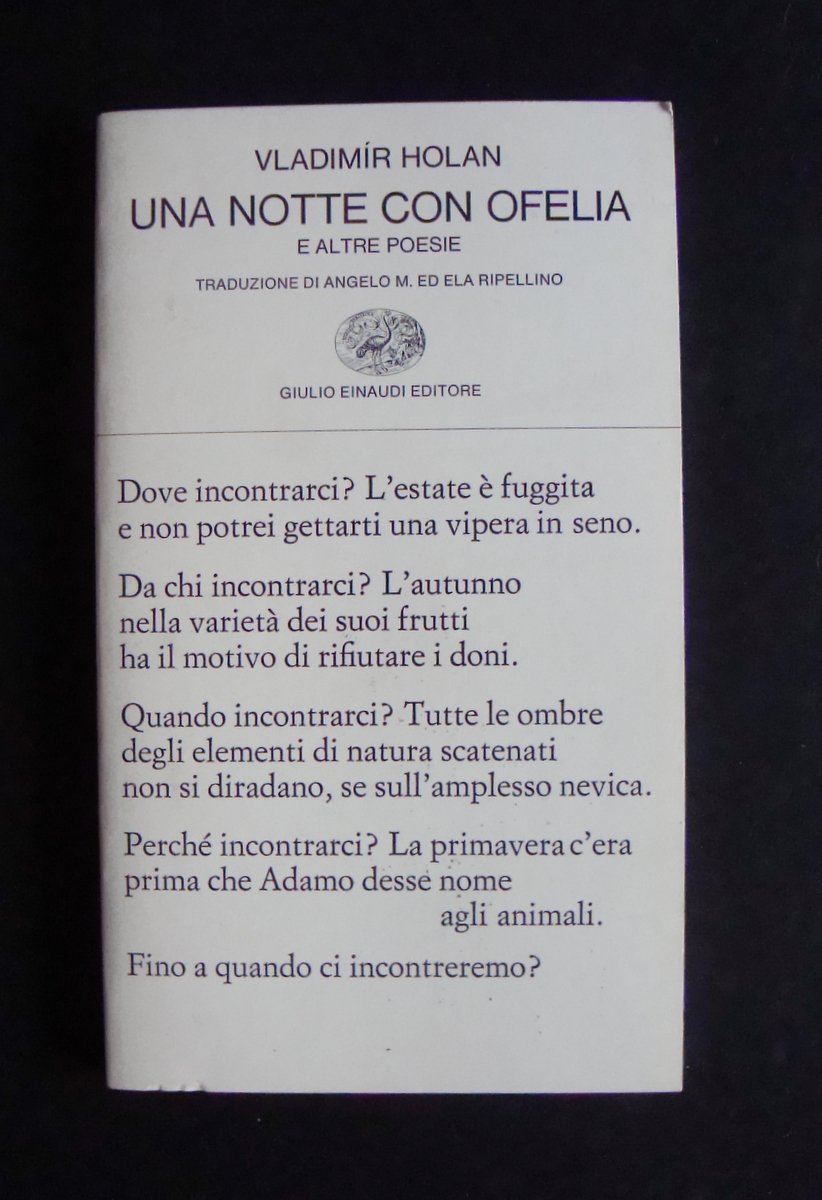 VLADIMÍR HOLAN
UNA NOTTE CON OFELIA
E ALTRE POESIE
TRADUZIONE DI ANGELO M. ED ELA RIPELLINO
GIULIO EINAUDI EDITORE
Dove incontrarci? L'estate è fuggita
e non potrei gettarti una vipera in seno.
Da chi incontrarci? L'autunno
nella varietà dei suoi frutti
ha il motivo di rifiutare i doni.
Quando incontrarci? Tutte le ombre
degli elementi di natura scatenati
non si diradano, se sull'amplesso nevica.
Perché incontrarci? La primavera c'era
prima che Adamo desse nome
agli animali.
Fino a quando ci incontreremo?